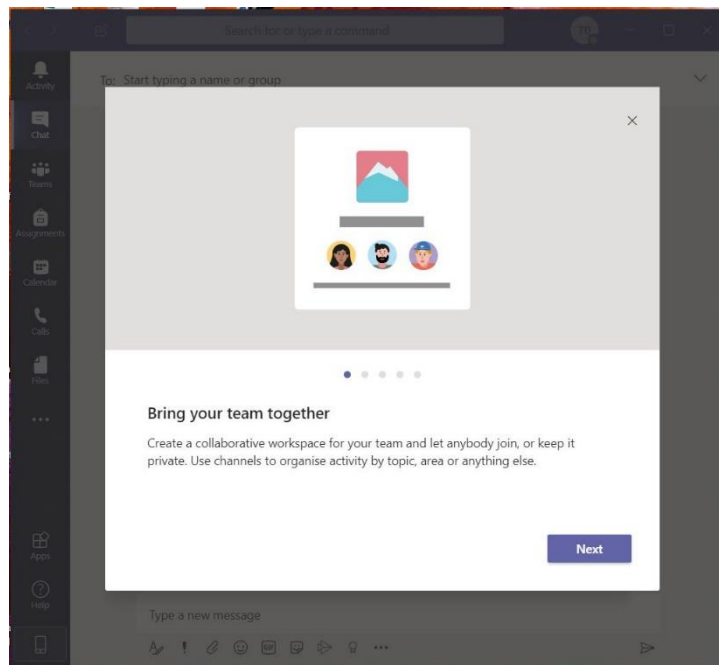 Search for or type a command
Activity
To: Start typing a name or group
Chat
Teams
Assignments
Calendar
Calls
Files
Bring your team together
Create a collaborative workspace for your team and let anybody join, or keep it
private. Use channels to organise activity by topic, area or anything else.
Next
Apps
Help
Type a new message
GIF